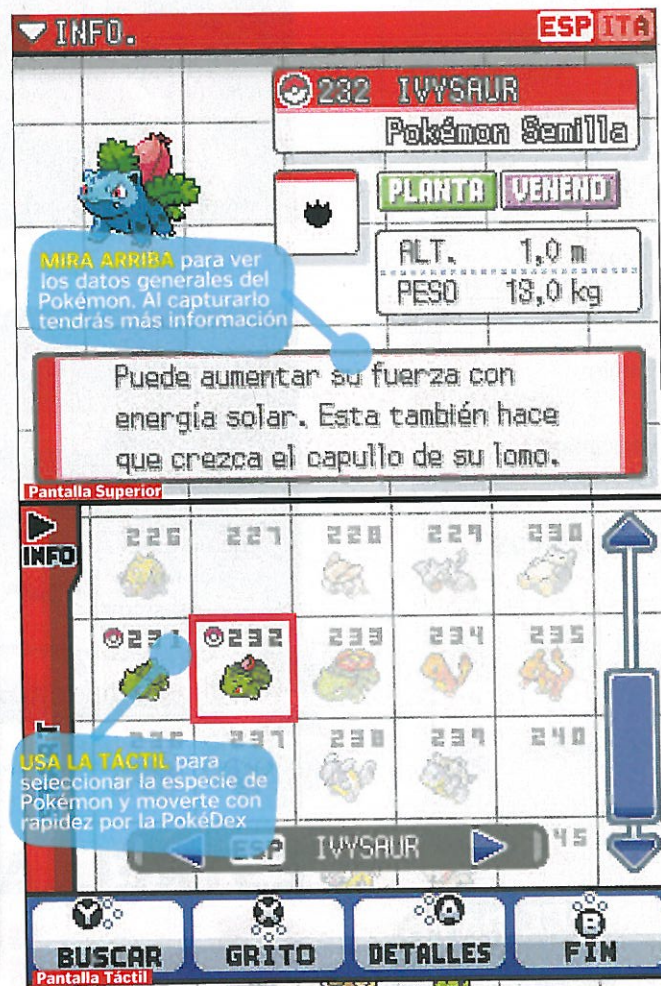 INFO.
ESP ITA
232 IVYSAUR
Pokémon Semilla
PLANTA VENENO
ALT. 1,0 m
PESO 13,0 kg
MIRA ARRIBA para ver
los datos generales del
Pokémon. Al capturarlo
tendrás más información
Puede aumentar su fuerza con
energía solar. Esta también hace
que crezca el capullo de su lomo.
Pantalla Superior
INFO
226 227 228 229 230
231 232 233 234 235
237 238 239 240
USA LA TÁCTIL para
seleccionar la especie de
Pokémon y moverte con
rapidez por la PokéDex
ESP IVYSAUR
45
Y X A B
BUSCAR GRITO DETALLES FIN
Pantalla Táctil